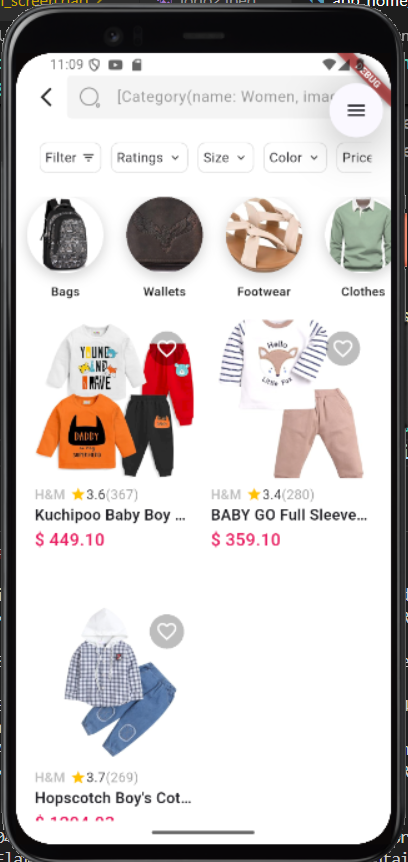 11:09
DEBUG
[Category(name: Women, imag
Filter Ratings Size Color Price
Bags Wallets Footwear Clothes
YOUNG
AND
BRAVE
DADDY
Hello
Little Fox
H&M 3.6(367)
Kuchipoo Baby Boy ...
$ 449.10
H&M 3.4(280)
BABY GO Full Sleeve...
$ 359.10
H&M 3.7(269)
Hopscotch Boy's Cot...